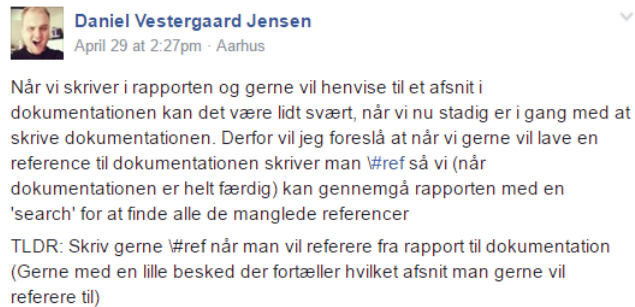 Daniel Vestergaard Jensen
April 29 at 2:27pm · Aarhus
Når vi skriver i rapporten og gerne vil henvise til et afsnit i
dokumentationen kan det være lidt svært, når vi nu stadig er i gang med at
skrive dokumentationen. Derfor vil jeg foreslå at når vi gerne vil lave en
reference til dokumentationen skriver man \#ref så vi (når
dokumentationen er helt færdig) kan gennemgå rapporten med en
'search' for at finde alle de manglede referencer
TLDR: Skriv gerne \#ref når man vil referere fra rapport til dokumentation
(Gerne med en lille besked der fortæller hvilket afsnit man gerne vil
referere til)